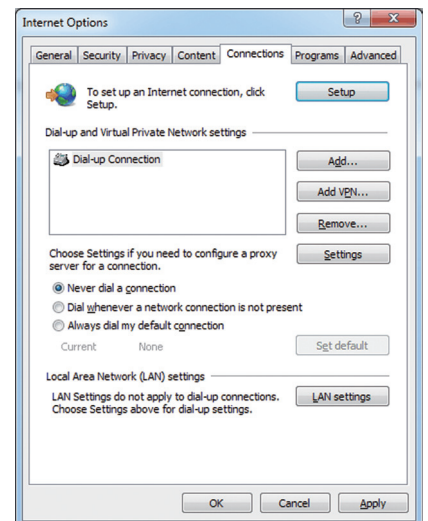 Internet Options
General Security Privacy Content Connections Programs Advanced
To set up an Internet connection, click
Setup.
Setup
Dial-up and Virtual Private Network settings
Dial-up Connection
Add...
Add VPN...
Remove...
Choose Settings if you need to configure a proxy
server for a connection.
Settings
Never dial a connection
Dial whenever a network connection is not present
Always dial my default connection
Current None
Set default
Local Area Network (LAN) settings
LAN Settings do not apply to dial-up connections.
Choose Settings above for dial-up settings.
LAN settings
OK Cancel Apply